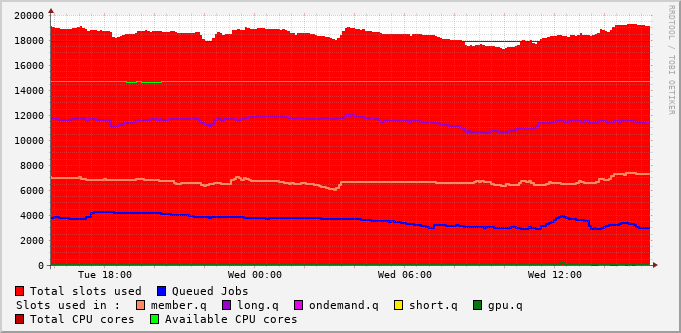 20000
18000
16000
14000
12000
10000
8000
6000
4000
2000
0
Tue 18:00 Wed 00:00 Wed 06:00 Wed 12:00
RRDTOOL / TOBI OETIKER
Total slots used Queued Jobs
Slots used in : member.q long.q ondemand.q short.q gpu.q
Total CPU cores Available CPU cores